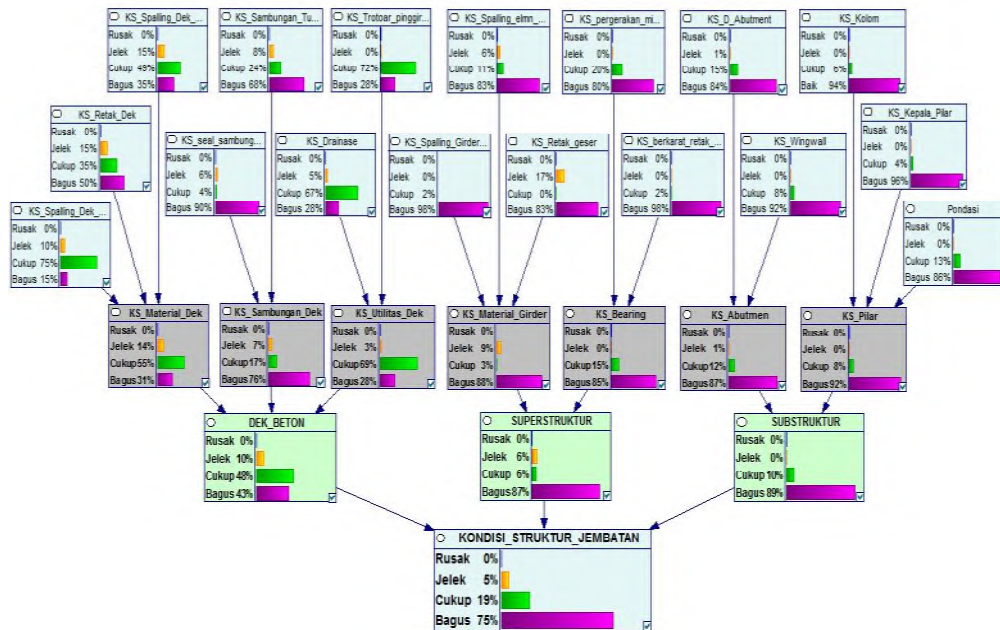 KS_Spalling_Dek_...
Rusak 0%
Jelek 15%
Cukup 49%
Bagus 35%
KS_Sambungan_Tu...
Rusak 0%
Jelek 8%
Cukup 24%
Bagus 68%
KS_Trotoar_pinggir...
Rusak 0%
Jelek 0%
Cukup 72%
Bagus 28%
KS_Spalling_elmn_...
Rusak 0%
Jelek 6%
Cukup 11%
Bagus 83%
KS_pergerakan_mi...
Rusak 0%
Jelek 0%
Cukup 20%
Bagus 80%
KS_D_Abutment
Rusak 0%
Jelek 1%
Cukup 15%
Bagus 84%
KS_Kolom
Rusak 0%
Jelek 0%
Cukup 6%
Baik 94%
KS_Retak_Dek
Rusak 0%
Jelek 15%
Cukup 35%
Bagus 50%
KS_seal_sambung...
Rusak 0%
Jelek 6%
Cukup 4%
Bagus 90%
KS_Drainase
Rusak 0%
Jelek 5%
Cukup 67%
Bagus 28%
KS_Spalling_Girder...
Rusak 0%
Jelek 0%
Cukup 2%
Bagus 98%
KS_Retak_geser
Rusak 0%
Jelek 17%
Cukup 0%
Bagus 83%
KS_berkarat_retak_...
Rusak 0%
Jelek 0%
Cukup 2%
Bagus 98%
KS_Wingwall
Rusak 0%
Jelek 0%
Cukup 8%
Bagus 92%
KS_Kepala_Pilar
Rusak 0%
Jelek 0%
Cukup 4%
Bagus 96%
KS_Spalling_Dek_...
Rusak 0%
Jelek 10%
Cukup 75%
Bagus 15%
Pondasi
Rusak 0%
Jelek 0%
Cukup 13%
Bagus 86%
KS_Material_Dek
Rusak 0%
Jelek 14%
Cukup 55%
Bagus 31%
KS_Sambungan_Dek
Rusak 0%
Jelek 7%
Cukup 17%
Bagus 76%
KS_Utilitas_Dek
Rusak 0%
Jelek 3%
Cukup 69%
Bagus 28%
KS_Material_Girder
Rusak 0%
Jelek 9%
Cukup 3%
Bagus 88%
KS_Bearing
Rusak 0%
Jelek 0%
Cukup 15%
Bagus 85%
KS_Abutmen
Rusak 0%
Jelek 1%
Cukup 12%
Bagus 87%
KS_Pilar
Rusak 0%
Jelek 0%
Cukup 8%
Bagus 92%
DEK_BETON
Rusak 0%
Jelek 10%
Cukup 48%
Bagus 43%
SUPERSTRUKTUR
Rusak 0%
Jelek 6%
Cukup 6%
Bagus 87%
SUBSTRUKTUR
Rusak 0%
Jelek 0%
Cukup 10%
Bagus 89%
KONDISI_STRUKTUR_JEMBATAN
Rusak 0%
Jelek 5%
Cukup 19%
Bagus 75%